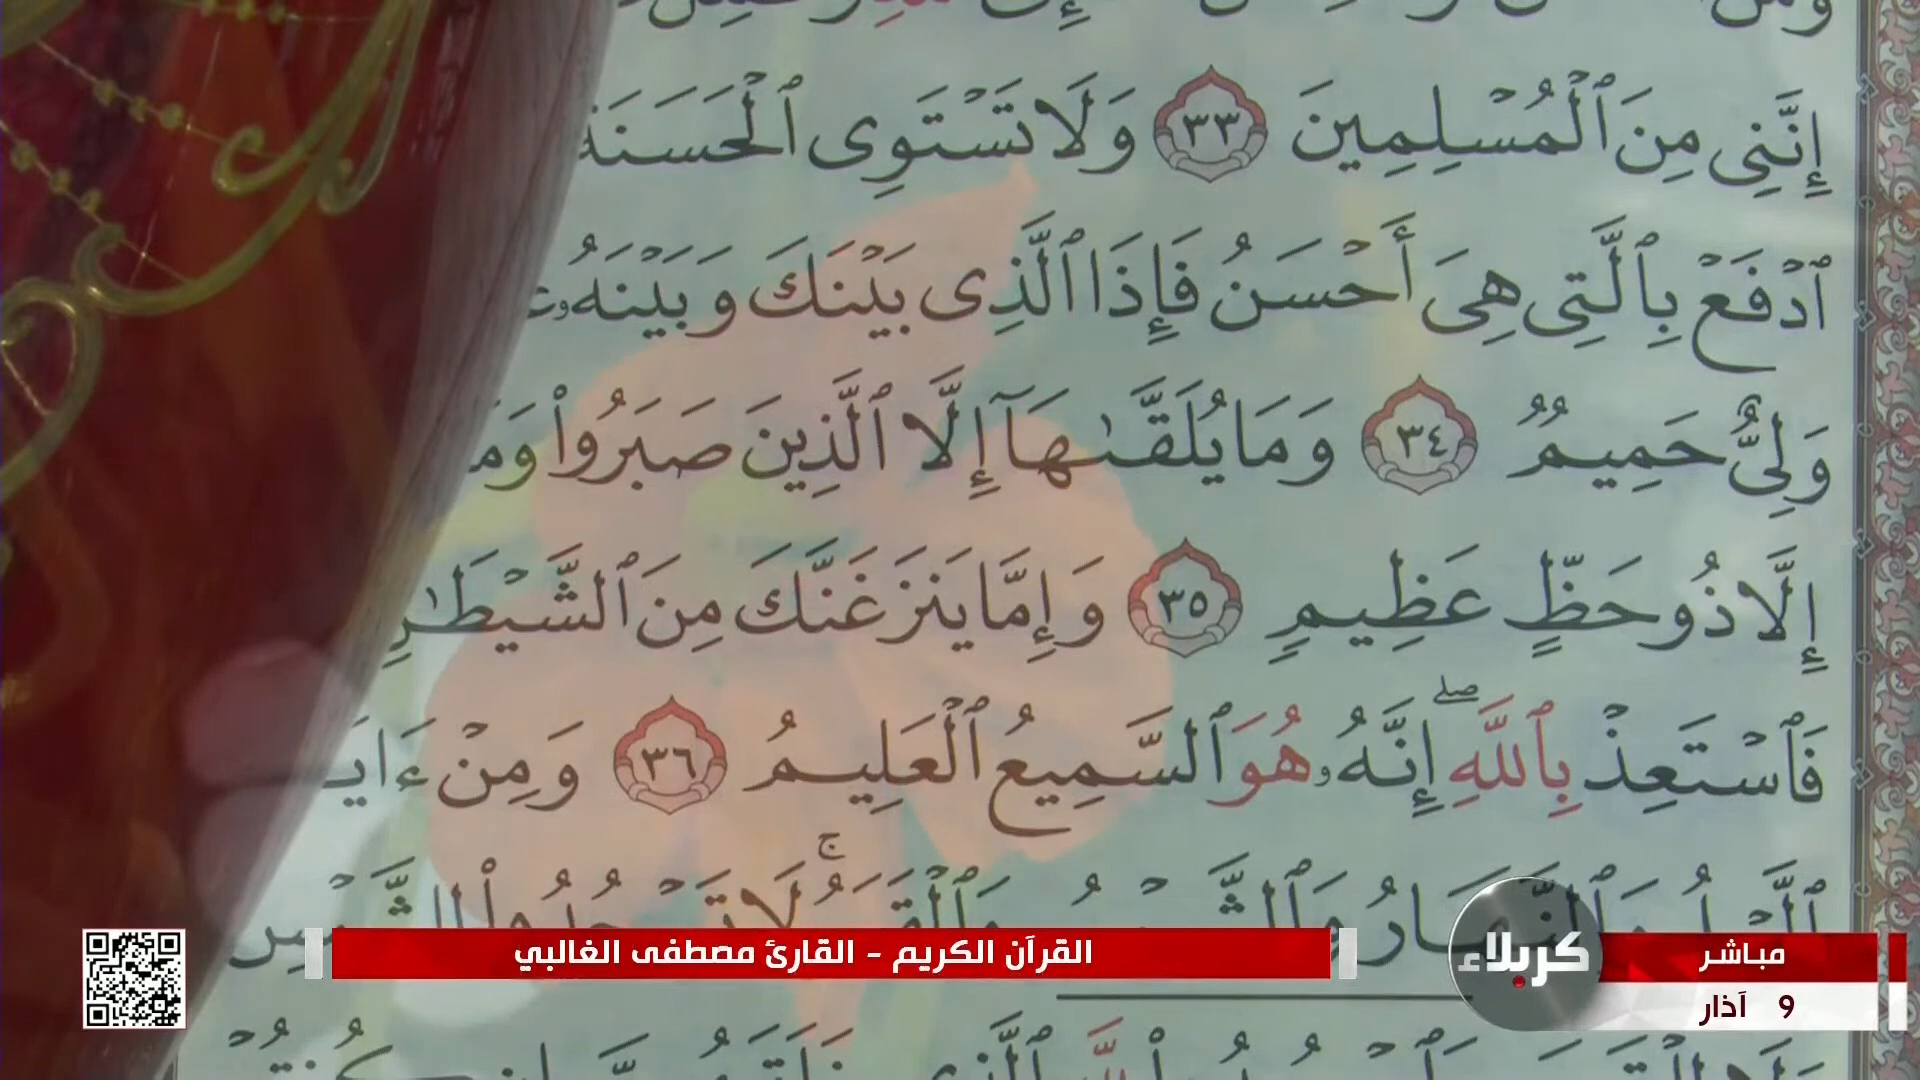 إِنَّنِى مِنَ ٱلْمُسْلِمِينَ ٣٣ وَلَا تَسْتَوِى ٱلْحَسَنَةُ
ٱدْفَعْ بِٱلَّتِى هِىَ أَحْسَنُ فَإِذَا ٱلَّذِى بَيْنَكَ وَبَيْنَهُۥ
وَلِىٌّ حَمِيمٌ ٣٤ وَمَا يُلَقَّىٰهَآ إِلَّا ٱلَّذِينَ صَبَرُوا۟ وَمَ
إِلَّا ذُو حَظٍّ عَظِيمٍ ٣٥ وَإِمَّا يَنزَغَنَّكَ مِنَ ٱلشَّيْطَٰنِ
فَٱسْتَعِذْ بِٱللَّهِ ۖ إِنَّهُۥ هُوَ ٱلسَّمِيعُ ٱلْعَلِيمُ ٣٦ وَمِنْ ءَايَ
القرآن الكريم - القارئ مصطفى الغالبي
كربلاء
مباشر
9 آذار